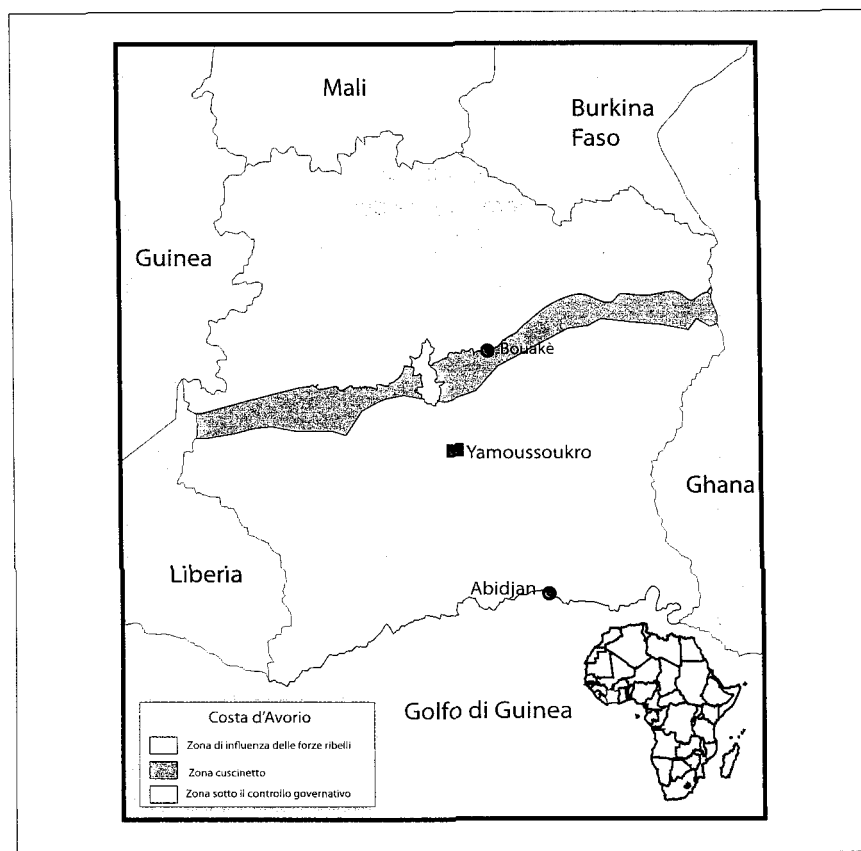 Mali
Burkina
Faso
Guinea
Bouakè
Yamoussoukro
Ghana
Liberia
Abidjan
Golfo di Guinea
Costa d'Avorio
Zona di influenza delle forze ribelli
Zona cuscinetto
Zona sotto il controllo governativo